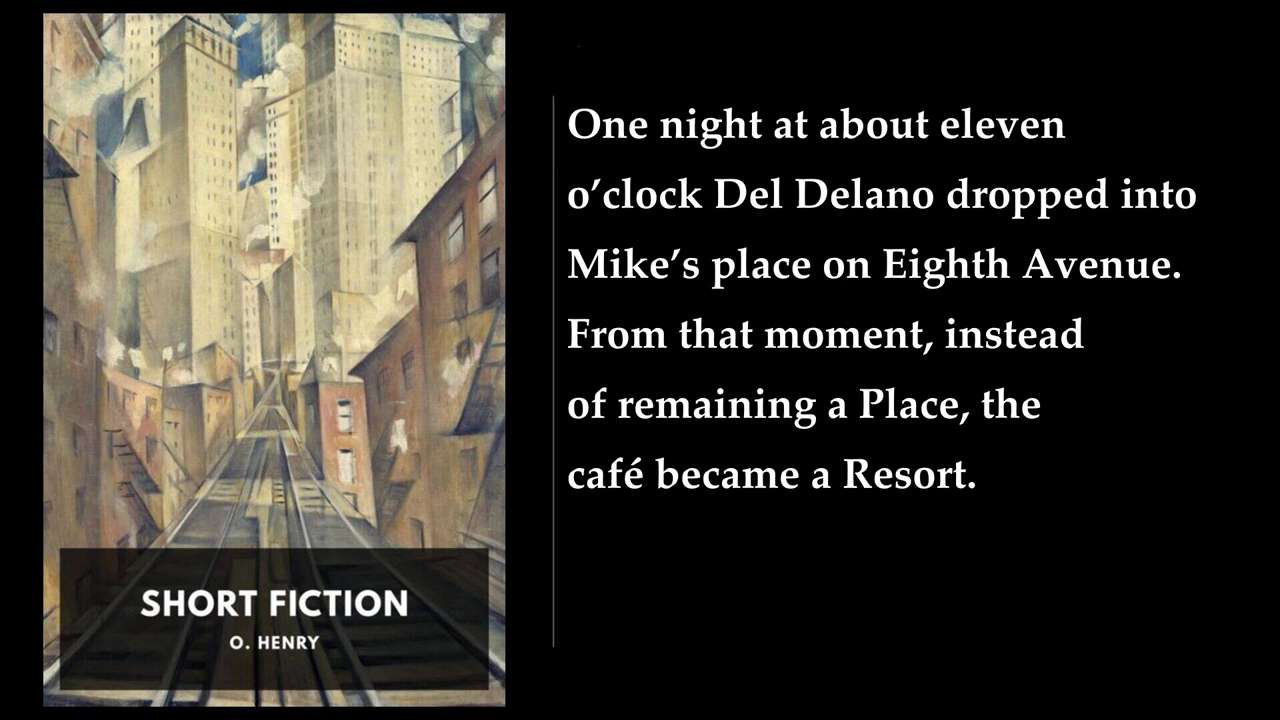 SHORT FICTION
O. HENRY
One night at about eleven
o’clock Del Delano dropped into
Mike’s place on Eighth Avenue.
From that moment, instead
of remaining a Place, the
café became a Resort.